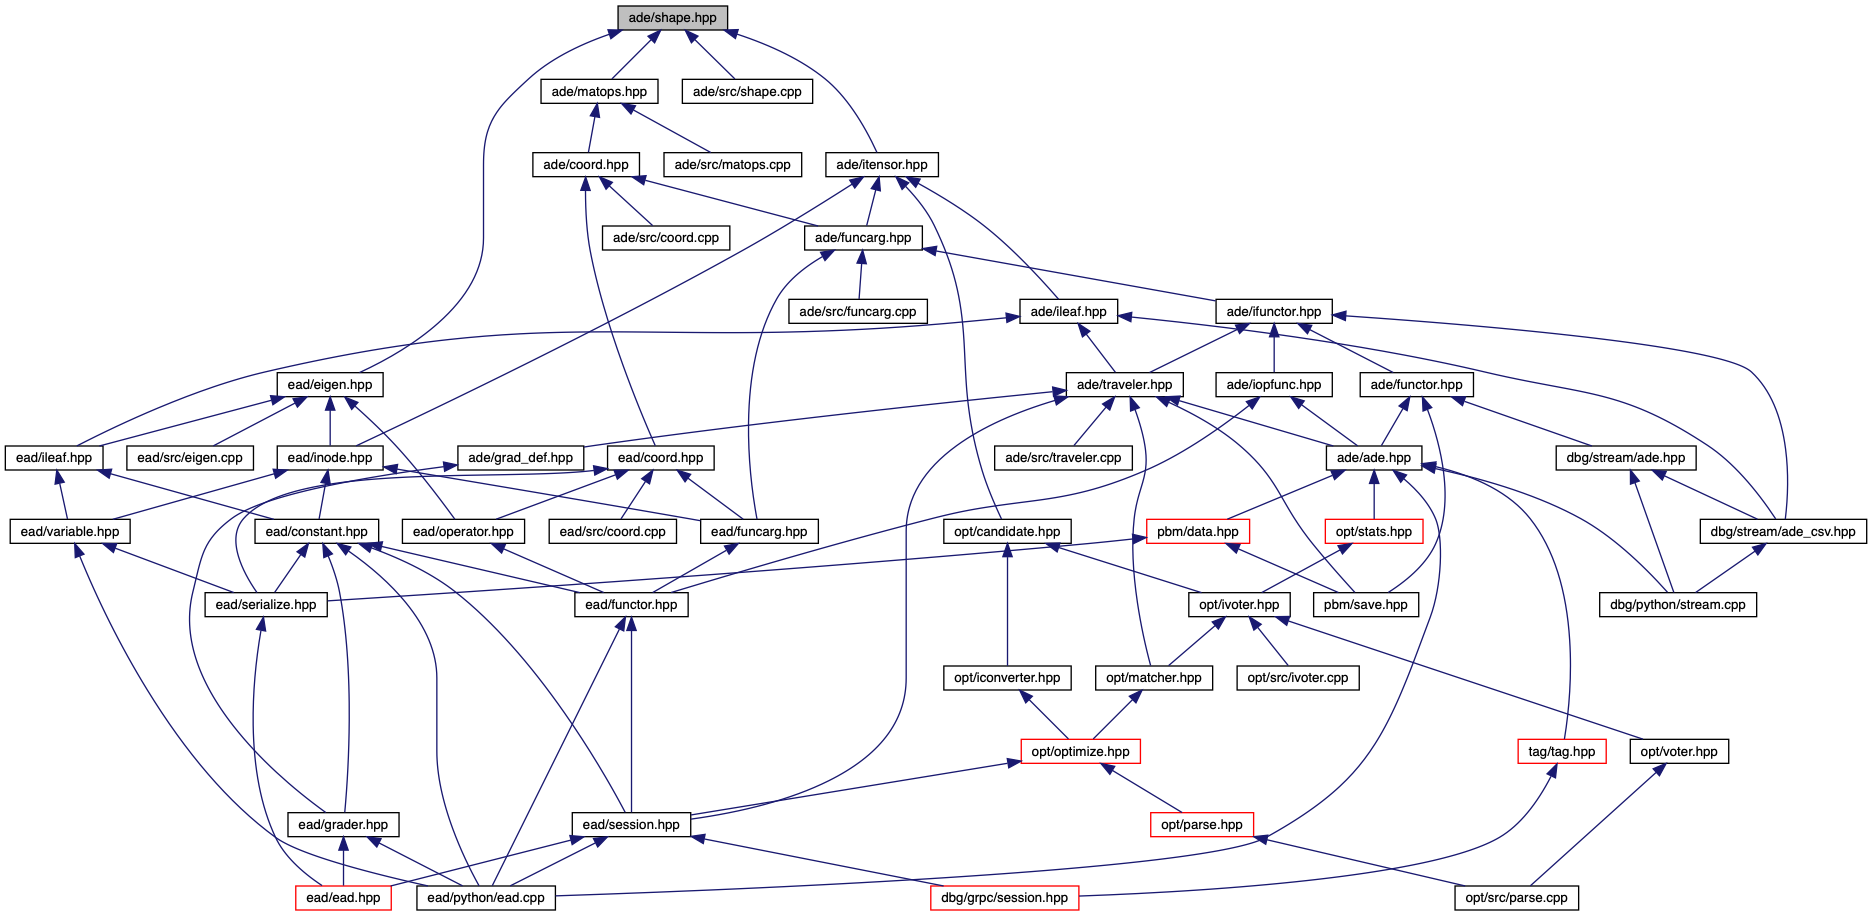 ade/shape.hpp
ade/matops.hpp
ade/src/shape.cpp
ade/coord.hpp
ade/src/matops.cpp
ade/itensor.hpp
ade/src/coord.cpp
ade/funcarg.hpp
ade/src/funcarg.cpp
ade/ileaf.hpp
ade/ifunctor.hpp
ead/eigen.hpp
ade/traveler.hpp
ade/iopfunc.hpp
ade/functor.hpp
ead/ileaf.hpp
ead/src/eigen.cpp
ead/inode.hpp
ade/grad_def.hpp
ead/coord.hpp
ade/src/traveler.cpp
ade/ade.hpp
dbg/stream/ade.hpp
ead/variable.hpp
ead/constant.hpp
ead/operator.hpp
ead/src/coord.cpp
ead/funcarg.hpp
opt/candidate.hpp
pbm/data.hpp
opt/stats.hpp
dbg/stream/ade_csv.hpp
ead/serialize.hpp
ead/functor.hpp
opt/ivoter.hpp
pbm/save.hpp
dbg/python/stream.cpp
opt/iconverter.hpp
opt/matcher.hpp
opt/src/ivoter.cpp
opt/optimize.hpp
tag/tag.hpp
opt/voter.hpp
ead/grader.hpp
ead/session.hpp
opt/parse.hpp
ead/ead.hpp
ead/python/ead.cpp
dbg/grpc/session.hpp
opt/src/parse.cpp